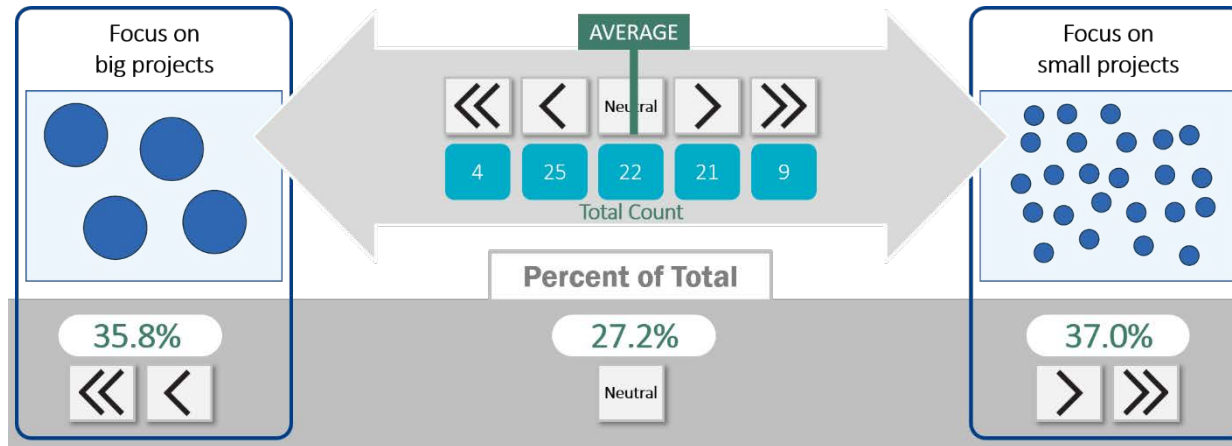 Focus on
big projects
AVERAGE
Neutral
4 25 22 21 9
Total Count
Focus on
small projects
Percent of Total
35.8% 27.2% 37.0%
Neutral